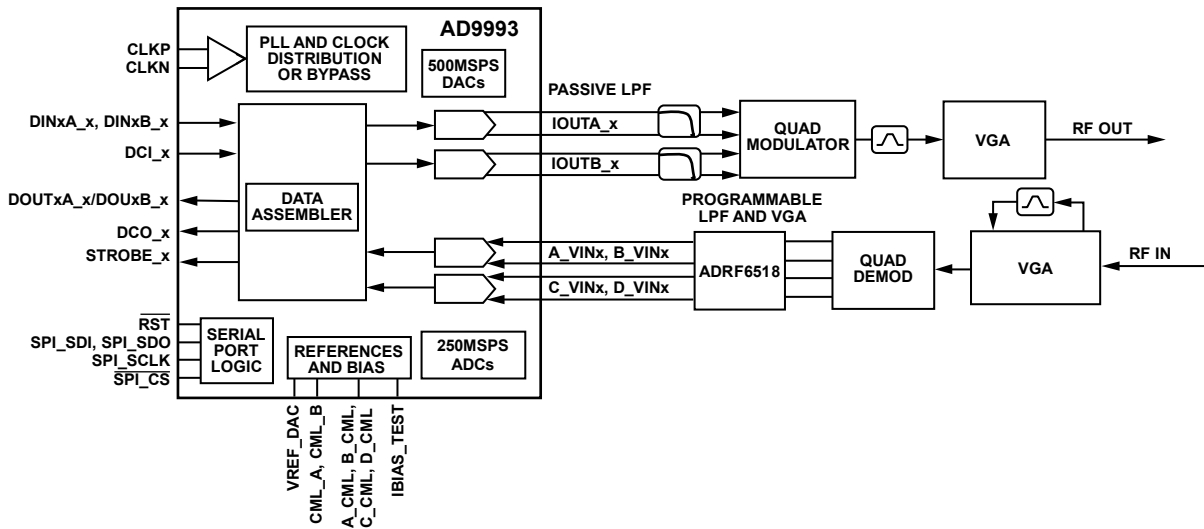 AD9993
CLKP
CLKN
PLL AND CLOCK
DISTRIBUTION
OR BYPASS
500MSPS
DACs
DINxA_x, DINxB_x
DCI_x
DOUTxA_x/DOUxB_x
DCO_x
STROBE_x
DATA
ASSEMBLER
PASSIVE LPF
IOUTA_x
IOUTB_x
QUAD
MODULATOR
VGA
RF OUT
PROGRAMMABLE
LPF AND VGA
A_VINx, B_VINx
C_VINx, D_VINx
ADRF6518
QUAD
DEMOD
VGA
RF IN
RST
SPI_SDI, SPI_SDO
SPI_SCLK
SPI_CS
SERIAL
PORT
LOGIC
REFERENCES
AND BIAS
250MSPS
ADCs
VREF_DAC
CML_A, CML_B
A_CML, B_CML,
C_CML, D_CML
IBIAS_TEST